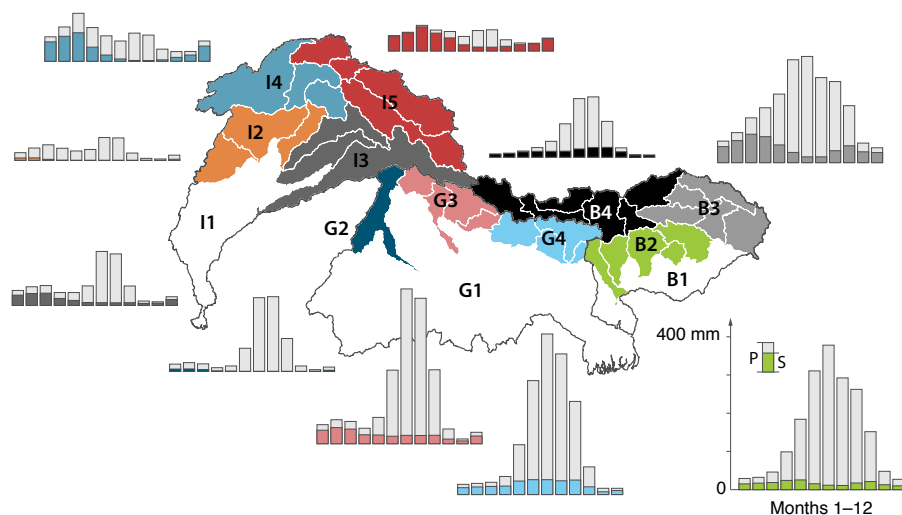 I4
I5
I2
I3
I1
G2
G3
G4
B4
B3
B2
B1
G1
400 mm
P S
0
Months 1–12